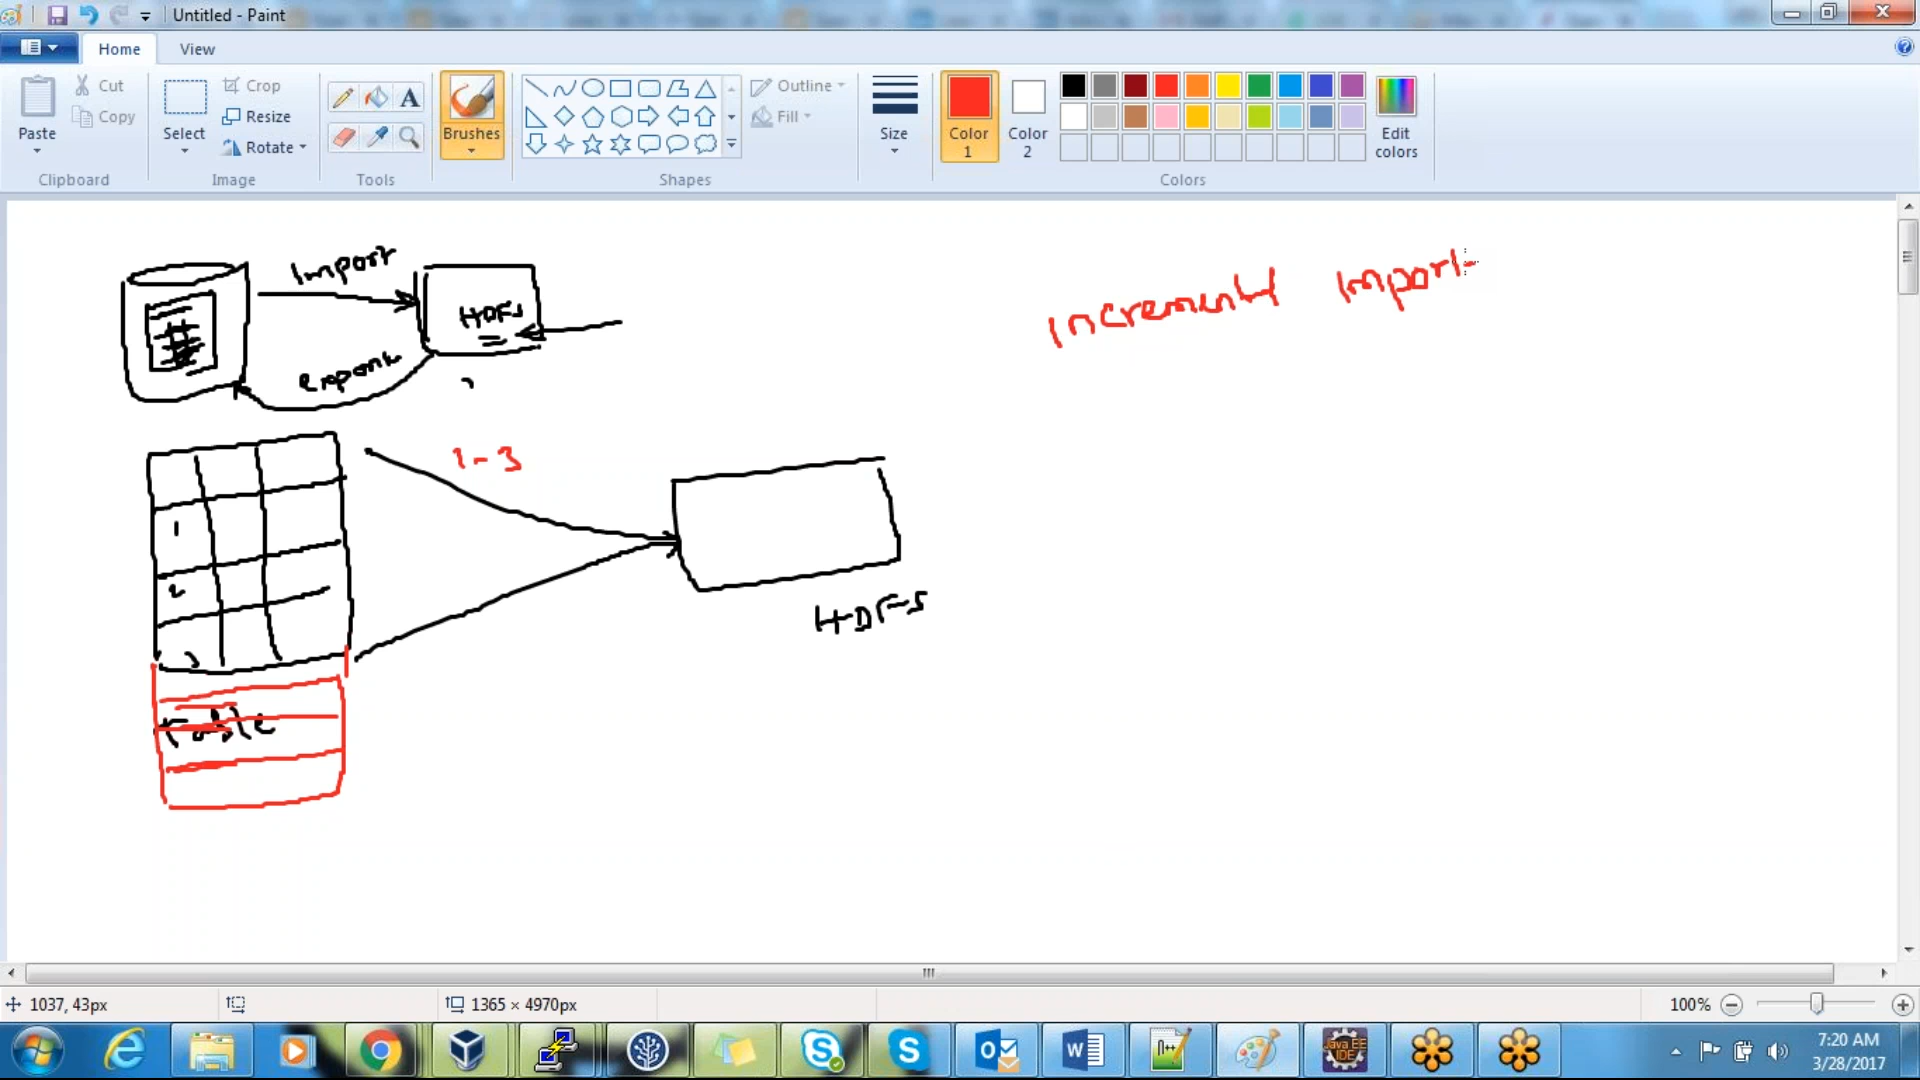 Untitled - Paint
Home View
Cut
Copy
Paste
Clipboard
Select
Crop
Resize
Rotate
Image
Tools
Brushes
Shapes
Outline
Fill
Size
Color 1
Color 2
Edit colors
Colors
Import
HDFS
1-3
1
2
3
Table
HDFS
Incremental Import
1037, 43px
1365 × 4970px
100%
7:20 AM
3/28/2017